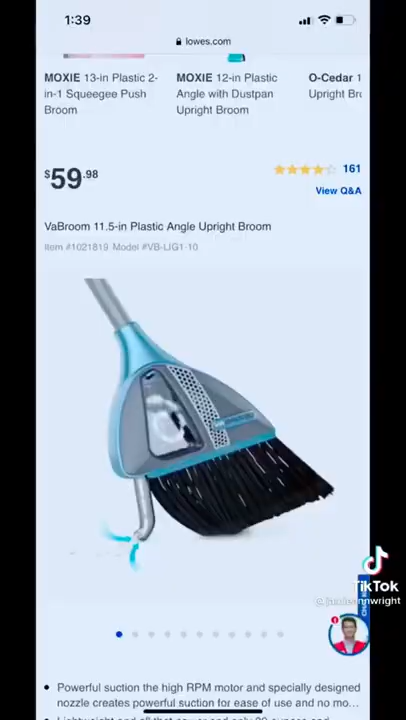 1:39
lowes.com
MOXIE 13-in Plastic 2-
in-1 Squeegee Push
Broom
MOXIE 12-in Plastic
Angle with Dustpan
Upright Broom
O-Cedar 1
Upright Bro
$59.98
161
View Q&A
VaBroom 11.5-in Plastic Angle Upright Broom
Item #1021819 Model #VB-LIG1-10
TikTok
Powerful suction the high RPM motor and specially designed
nozzle creates powerful suction for ease of use and no mo...